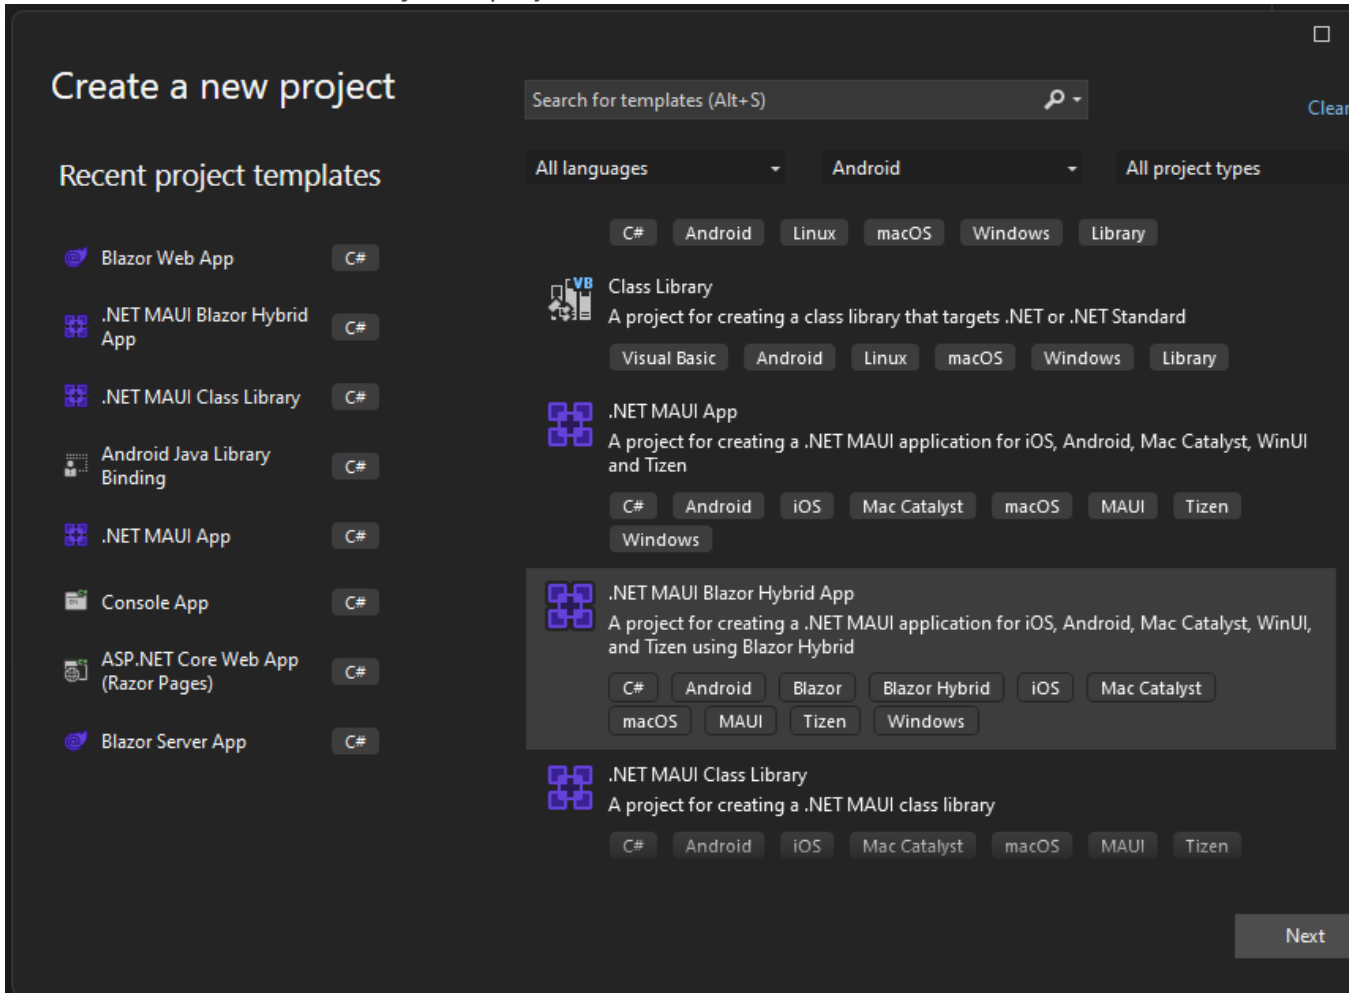 Create a new project
Search for templates (Alt+S)
Clear
Recent project templates
All languages
Android
All project types
Blazor Web App
C#
.NET MAUI Blazor Hybrid
App
C#
.NET MAUI Class Library
C#
Android Java Library
Binding
C#
.NET MAUI App
C#
Console App
C#
ASP.NET Core Web App
(Razor Pages)
C#
Blazor Server App
C#
C# Android Linux macOS Windows Library
VB
Class Library
A project for creating a class library that targets .NET or .NET Standard
Visual Basic Android Linux macOS Windows Library
.NET MAUI App
A project for creating a .NET MAUI application for iOS, Android, Mac Catalyst, WinUI
and Tizen
C# Android iOS Mac Catalyst macOS MAUI Tizen
Windows
.NET MAUI Blazor Hybrid App
A project for creating a .NET MAUI application for iOS, Android, Mac Catalyst, WinUI,
and Tizen using Blazor Hybrid
C# Android Blazor Blazor Hybrid iOS Mac Catalyst
macOS MAUI Tizen Windows
.NET MAUI Class Library
A project for creating a .NET MAUI class library
C# Android iOS Mac Catalyst macOS MAUI Tizen
Next